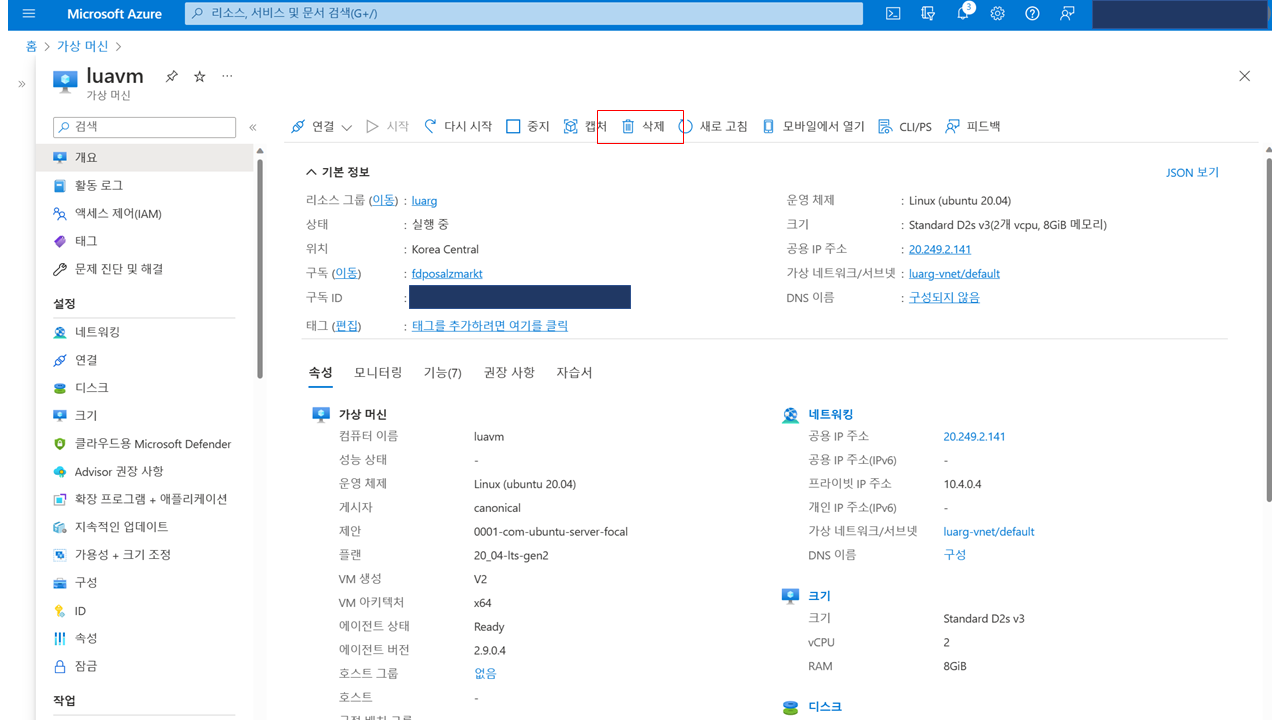 Microsoft Azure
리소스, 서비스 및 문서 검색(G+/)
3
홈 > 가상 머신 >
luavm
가상 머신
검색
연결
시작
다시 시작
중지
캡처
삭제
새로 고침
모바일에서 열기
CLI/PS
피드백
개요
활동 로그
액세스 제어(IAM)
태그
문제 진단 및 해결
설정
네트워킹
연결
디스크
크기
클라우드용 Microsoft Defender
Advisor 권장 사항
확장 프로그램 + 애플리케이션
지속적인 업데이트
가용성 + 크기 조정
구성
ID
속성
잠금
작업
기본 정보
JSON 보기
리소스 그룹 (이동) : luarg
상태 : 실행 중
위치 : Korea Central
구독 (이동) : fdposalzmarkt
구독 ID :
태그 (편집) : 태그를 추가하려면 여기를 클릭
운영 체제 : Linux (ubuntu 20.04)
크기 : Standard D2s v3(2개 vcpu, 8GiB 메모리)
공용 IP 주소 : 20.249.2.141
가상 네트워크/서브넷 : luarg-vnet/default
DNS 이름 : 구성되지 않음
속성
모니터링
기능(7)
권장 사항
자습서
가상 머신
컴퓨터 이름 luavm
성능 상태 -
운영 체제 Linux (ubuntu 20.04)
게시자 canonical
제안 0001-com-ubuntu-server-focal
플랜 20_04-lts-gen2
VM 생성 V2
VM 아키텍처 x64
에이전트 상태 Ready
에이전트 버전 2.9.0.4
호스트 그룹 없음
호스트 -
네트워킹
공용 IP 주소 20.249.2.141
공용 IP 주소(IPv6) -
프라이빗 IP 주소 10.4.0.4
개인 IP 주소(IPv6) -
가상 네트워크/서브넷 luarg-vnet/default
DNS 이름 구성
크기
크기 Standard D2s v3
vCPU 2
RAM 8GiB
디스크